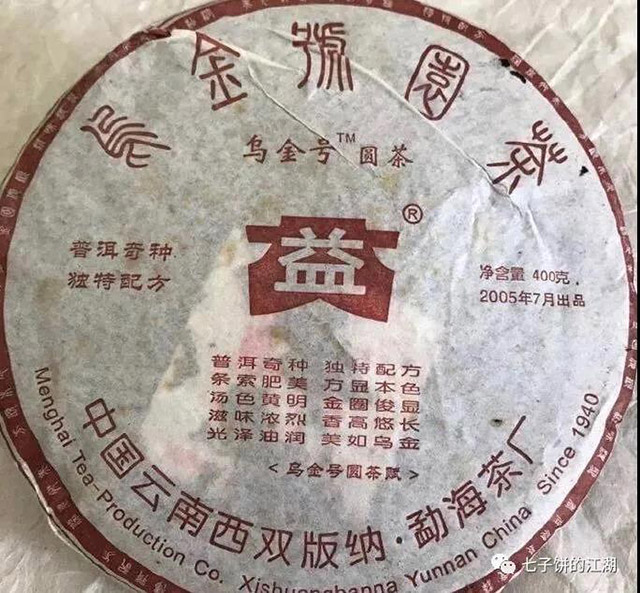 乌金號圆茶
乌金号™圆茶
益®
普洱奇种
独特配方
净含量 400克.
2005年7月出品
普洱奇种 独特配方
条索肥美 方显本色
汤色黄明 金圈俊显
滋味浓烈 香高悠长
光泽油润 美如乌金
<乌金号圆茶赋>
中国云南西双版纳·勐海茶厂
Menghai Tea-Production Co. Xishuangbanna Yunnan China Since 1940
七子饼的江湖